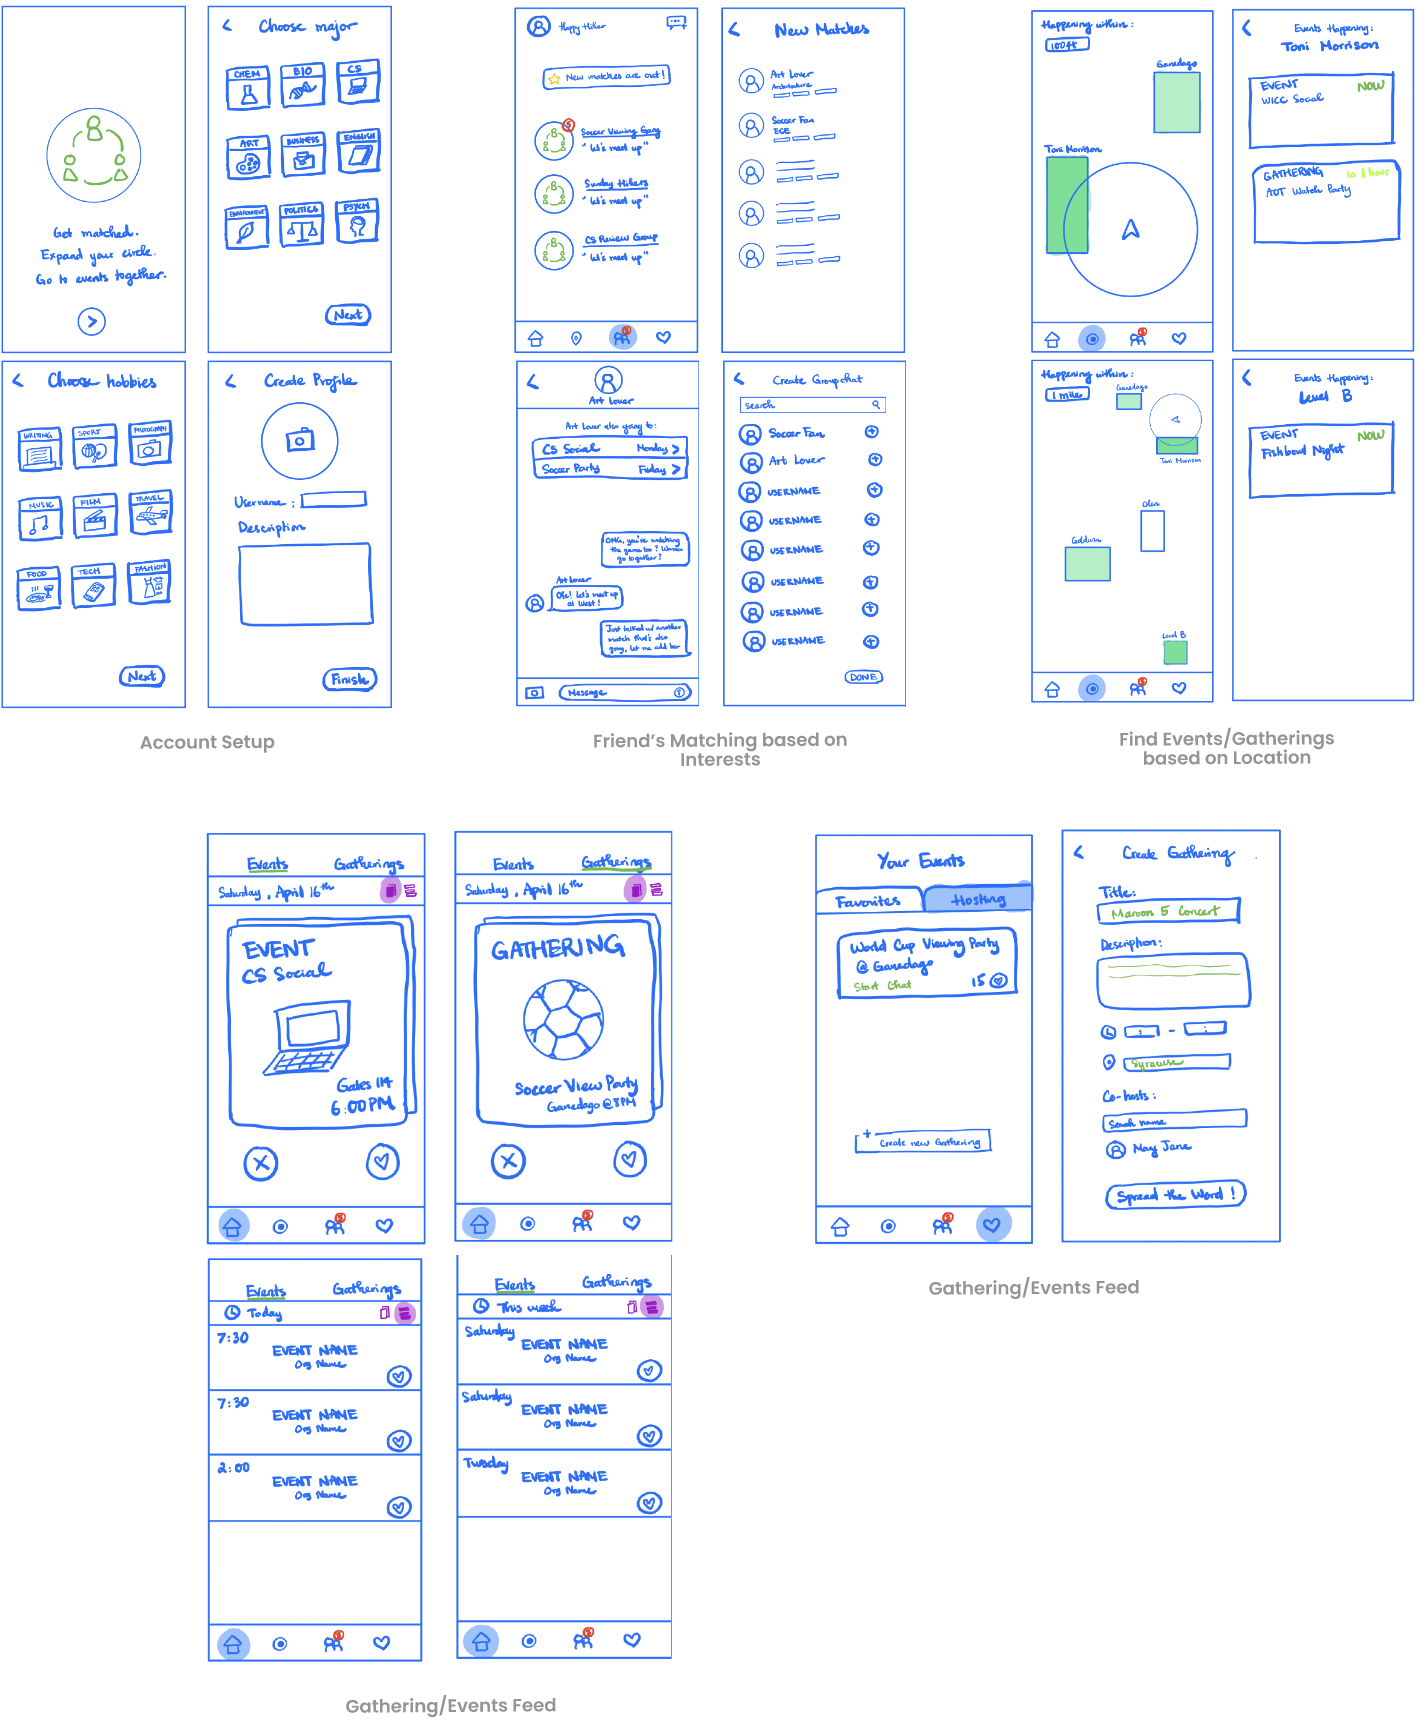 Get matched.
Expand your circle.
Go to events together.
Choose major
CHEM
BIO
CS
ART
BUSINESS
ENGLISH
ENVIRONMENT
POLITICS
PSYCH
Next
Choose hobbies
WRITING
SPORT
PHOTOGRAPH
MUSIC
FILM
TRAVEL
FOOD
TECH
FASHION
Next
Create Profile
Username :
Description
Finish
Account Setup
Happy Hiker
New matches are out!
Soccer Viewing Gang
"let's meet up"
Sunday Hikers
"let's meet up"
CS Review Group
"let's meet up"
New Matches
Art Lover
Architecture
Soccer Fan
ECE
Art Lover
Art Lover also going to:
CS Social Monday >
Soccer Party Friday >
OMG, you're watching
the game too? Wanna
go together?
Art Lover
Ofc! let's meet up
at West!
Just talked w/ another
match that's also
going, let me add her
Message
Create Groupchat
search
Soccer Fan
Art Lover
USERNAME
USERNAME
USERNAME
USERNAME
USERNAME
USERNAME
DONE
Friend's Matching based on
Interests
Happening within:
100ft
Ganedago
Toni Morrison
Events Happening:
Toni Morrison
EVENT NOW
WICC Social
GATHERING in 1 hour
AOT Watch Party
Happening within:
1 mile
Ganedago
Toni Morrison
Olin
Goldwin
Level B
Events Happening:
Level B
EVENT NOW
Fishbowl Night
Find Events/Gatherings
based on Location
Events Gatherings
Saturday, April 16th
EVENT
CS Social
Gates 114
6:00PM
Events Gatherings
Saturday, April 16th
GATHERING
Soccer View Party
Ganedago @ 8PM
Events Gatherings
Today
7:30
EVENT NAME
Org Name
7:30
EVENT NAME
Org Name
2:00
EVENT NAME
Org Name
Events Gatherings
This week
Saturday
EVENT NAME
Org Name
Saturday
EVENT NAME
Org Name
Tuesday
EVENT NAME
Org Name
Gathering/Events Feed
Your Events
Favorites Hosting
World Cup Viewing Party
@ Ganedago
Start Chat 15
+ Create new Gathering
Create Gathering
Title:
Maroon 5 Concert
Description:
: - :
Syracuse
Co-hosts :
Search name
May Jane
Spread the Word!
Gathering/Events Feed